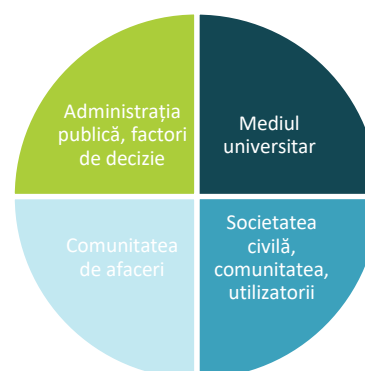 Administrația
publică, factori
de decizie
Mediul
universitar
Comunitatea
de afaceri
Societatea
civilă,
comunitatea,
utilizatorii